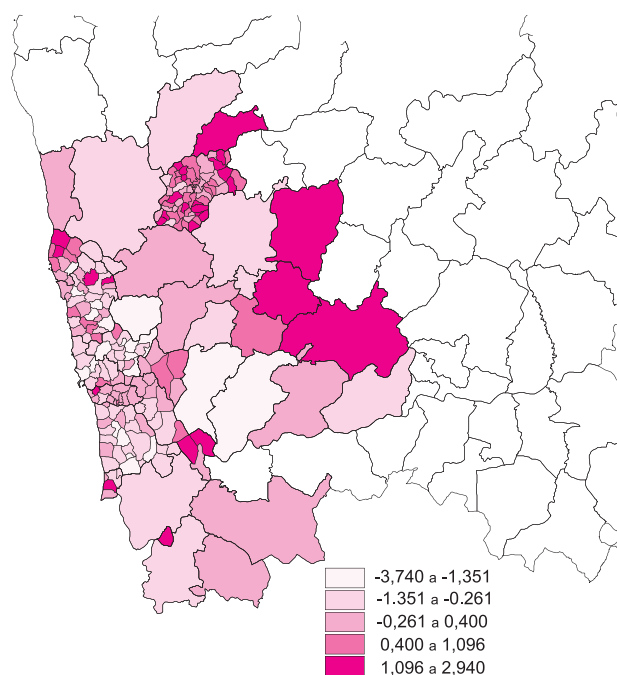 -3,740 a -1,351
-1.351 a -0.261
-0,261 a 0,400
0,400 a 1,096
1,096 a 2,940